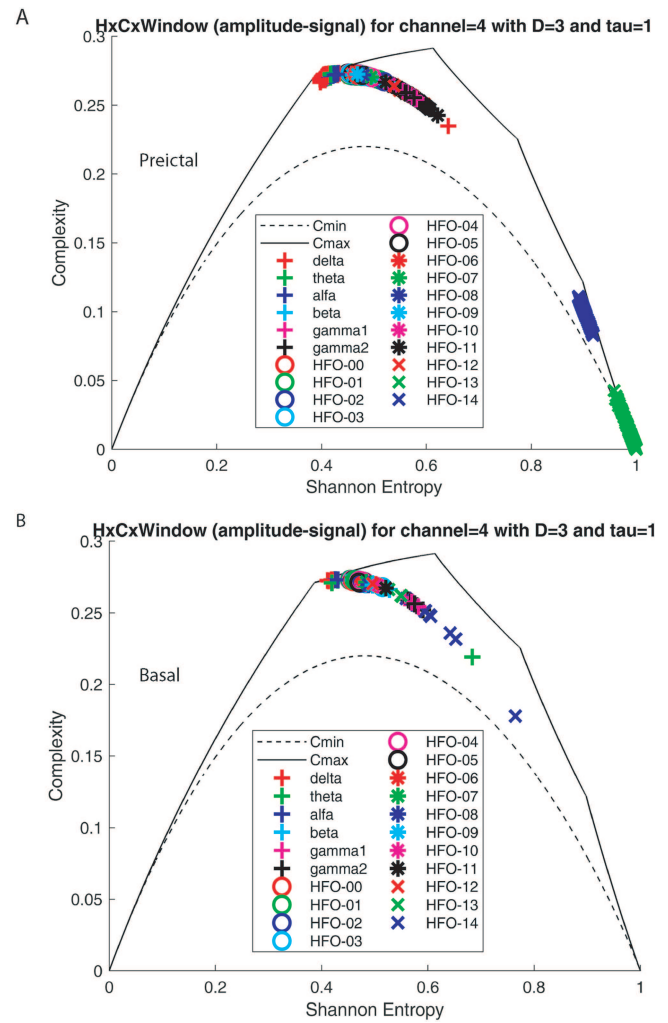 A
HxCxWindow (amplitude-signal) for channel=4 with D=3 and tau=1
0.3
0.25
0.2
0.15
0.1
0.05
0
Complexity
Preictal
Cmin
Cmax
delta
theta
alfa
beta
gamma1
gamma2
HFO-00
HFO-01
HFO-02
HFO-03
HFO-04
HFO-05
HFO-06
HFO-07
HFO-08
HFO-09
HFO-10
HFO-11
HFO-12
HFO-13
HFO-14
0 0.2 0.4 0.6 0.8 1
Shannon Entropy
B
HxCxWindow (amplitude-signal) for channel=4 with D=3 and tau=1
0.3
0.25
0.2
0.15
0.1
0.05
0
Complexity
Basal
Cmin
Cmax
delta
theta
alfa
beta
gamma1
gamma2
HFO-00
HFO-01
HFO-02
HFO-03
HFO-04
HFO-05
HFO-06
HFO-07
HFO-08
HFO-09
HFO-10
HFO-11
HFO-12
HFO-13
HFO-14
0 0.2 0.4 0.6 0.8 1
Shannon Entropy